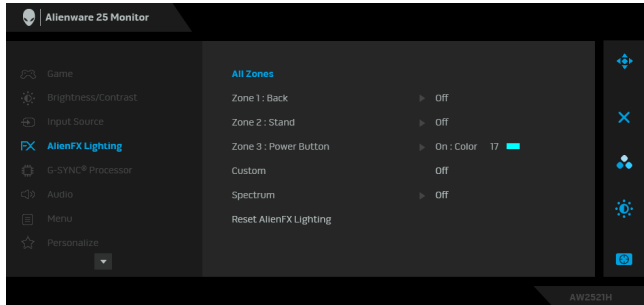 Alienware 25 Monitor
Game
All Zones
Brightness/Contrast
Zone 1 : Back Off
Input Source
Zone 2 : Stand Off
AlienFX Lighting
FX
Zone 3 : Power Button On : Color 17
G-SYNC® Processor
Custom Off
Audio
Spectrum Off
Menu
Reset AlienFX Lighting
Personalize
AW2521H